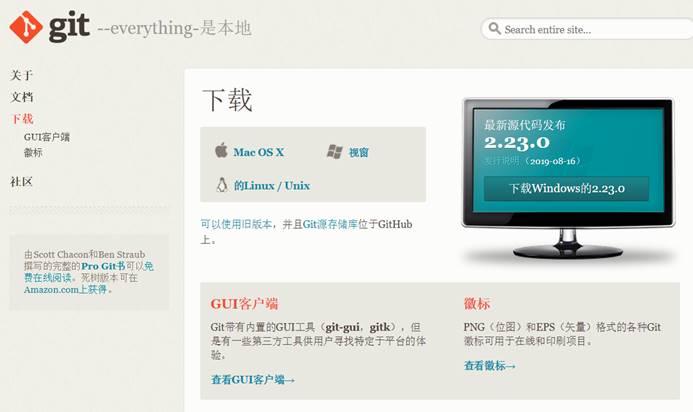 git --everything-是本地
Search entire site...
关于
文档
下载
GUI客户端
徽标
社区
由Scott Chacon和Ben Straub
撰写的完整的Pro Git书可以免
费在线阅读。死树版本可在
Amazon.com上获得。
下载
Mac OS X
视窗
的Linux / Unix
可以使用旧版本，并且Git源存储库位于GitHub
上。
最新源代码发布
2.23.0
发行说明（2019-08-16）
下载Windows的2.23.0
GUI客户端
Git带有内置的GUI工具（git-gui，gitk），但
是有一些第三方工具供用户寻找特定于平台的体
验。
查看GUI客户端→
徽标
PNG（位图）和EPS（矢量）格式的各种Git
徽标可用于在线和印刷项目。
查看徽标→